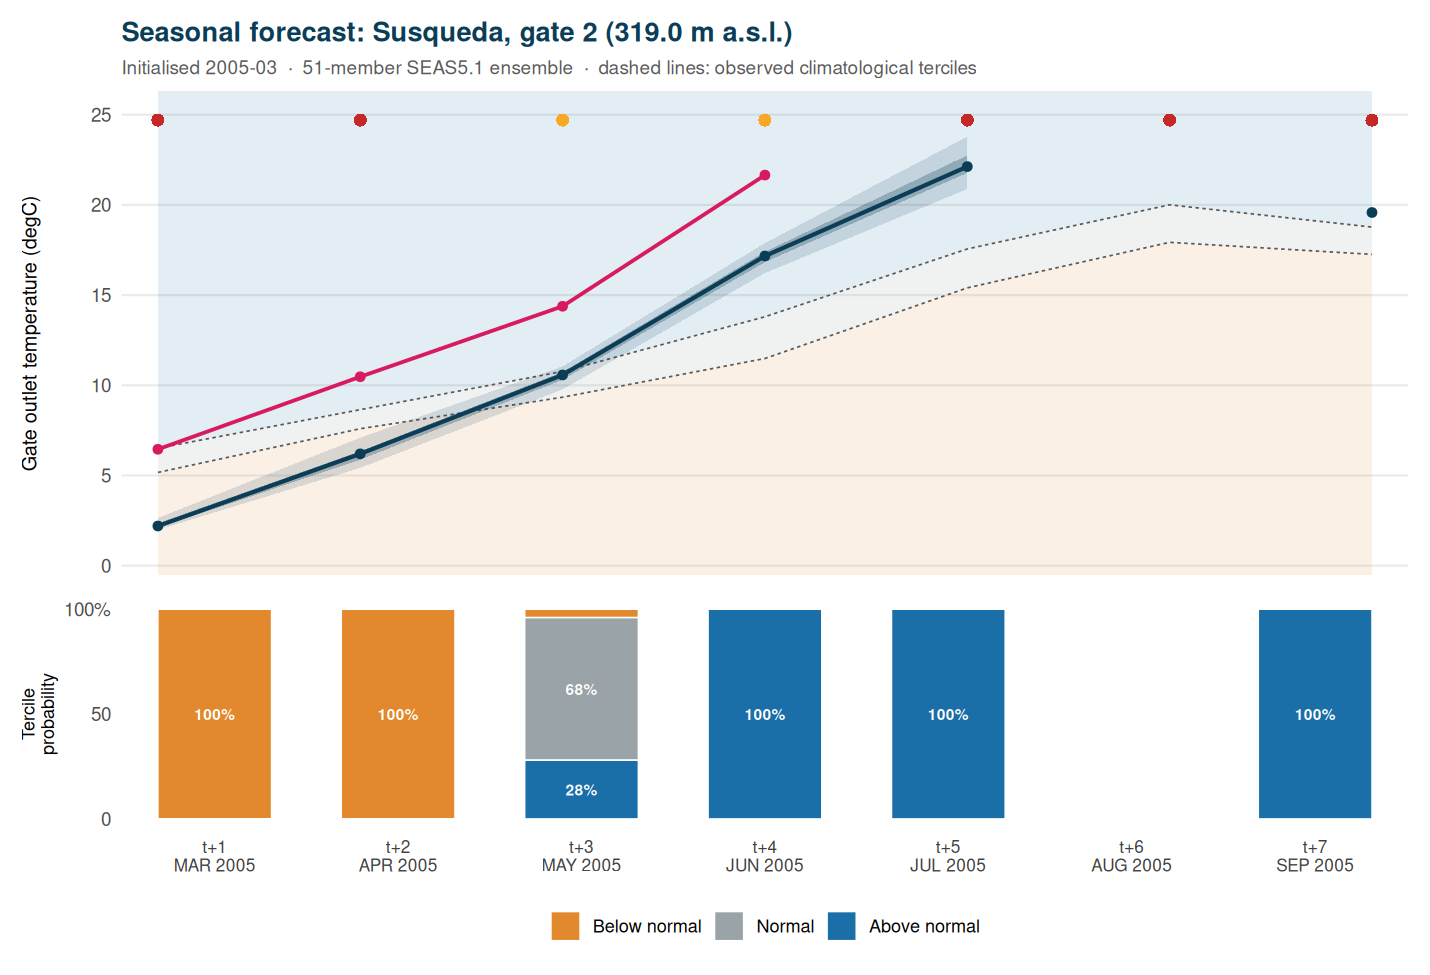 Seasonal forecast: Susqueda, gate 2 (319.0 m a.s.l.)
Initialised 2005-03 · 51-member SEAS5.1 ensemble · dashed lines: observed climatological terciles
Gate outlet temperature (degC)
25
20
15
10
5
0
Tercile
probability
100%
50
0
100%
100%
68%
28%
100%
100%
100%
t+1
MAR 2005
t+2
APR 2005
t+3
MAY 2005
t+4
JUN 2005
t+5
JUL 2005
t+6
AUG 2005
t+7
SEP 2005
Below normal
Normal
Above normal